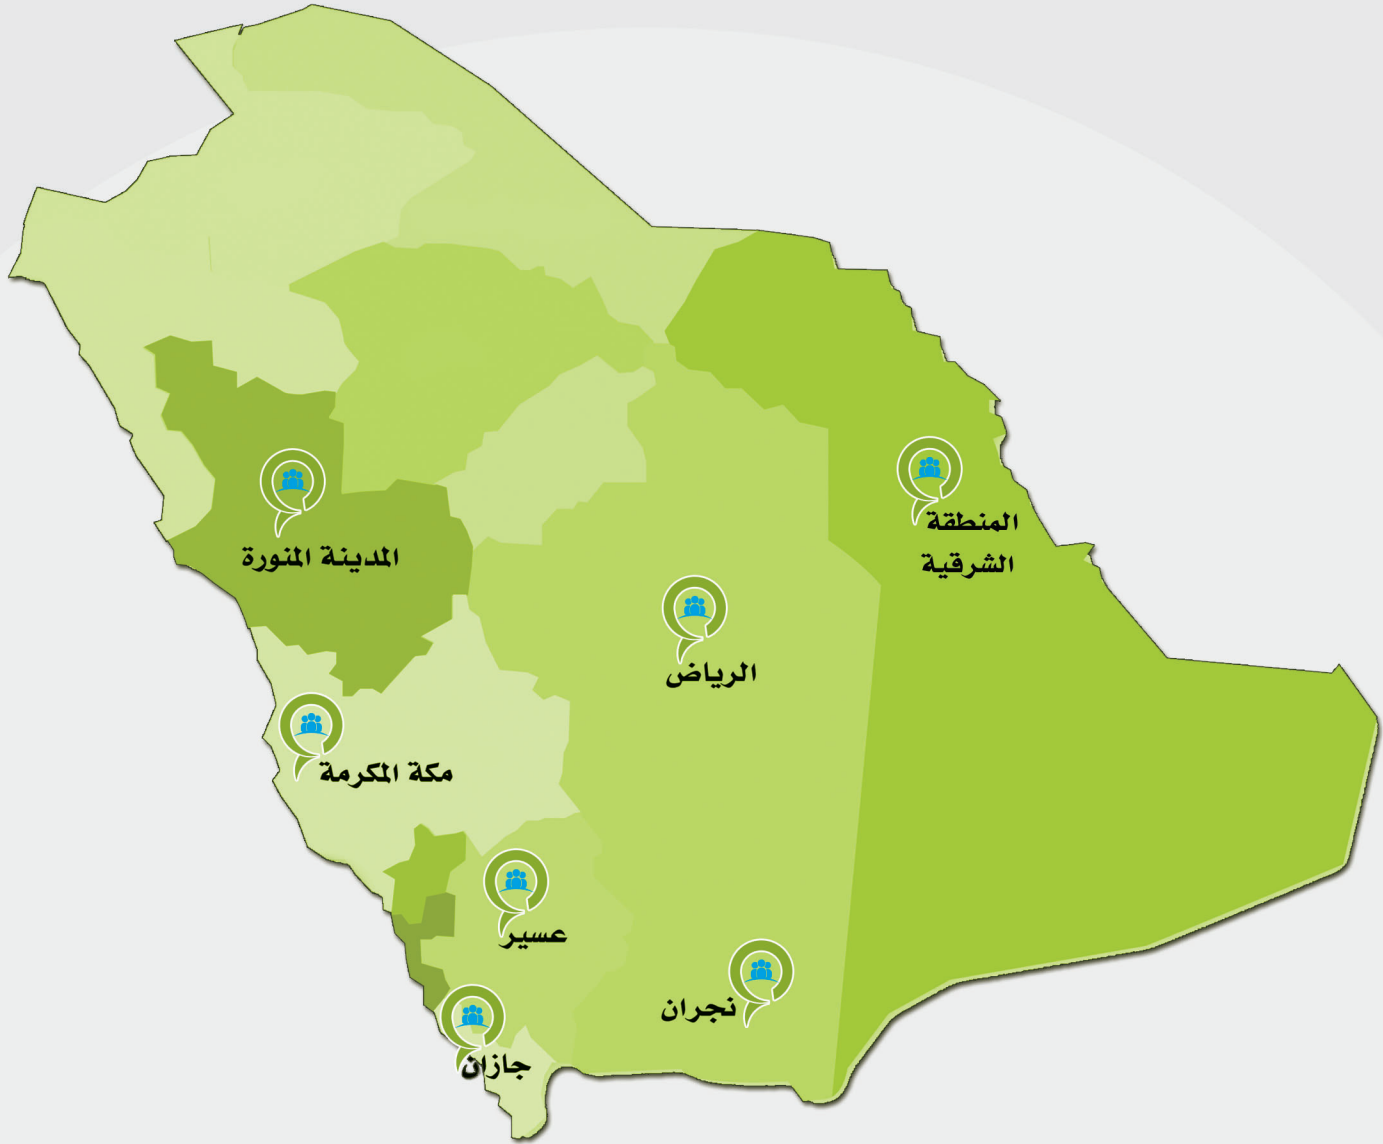 المنطقة
الشرقية
المدينة المنورة
الرياض
مكة المكرمة
عسير
نجران
جازان